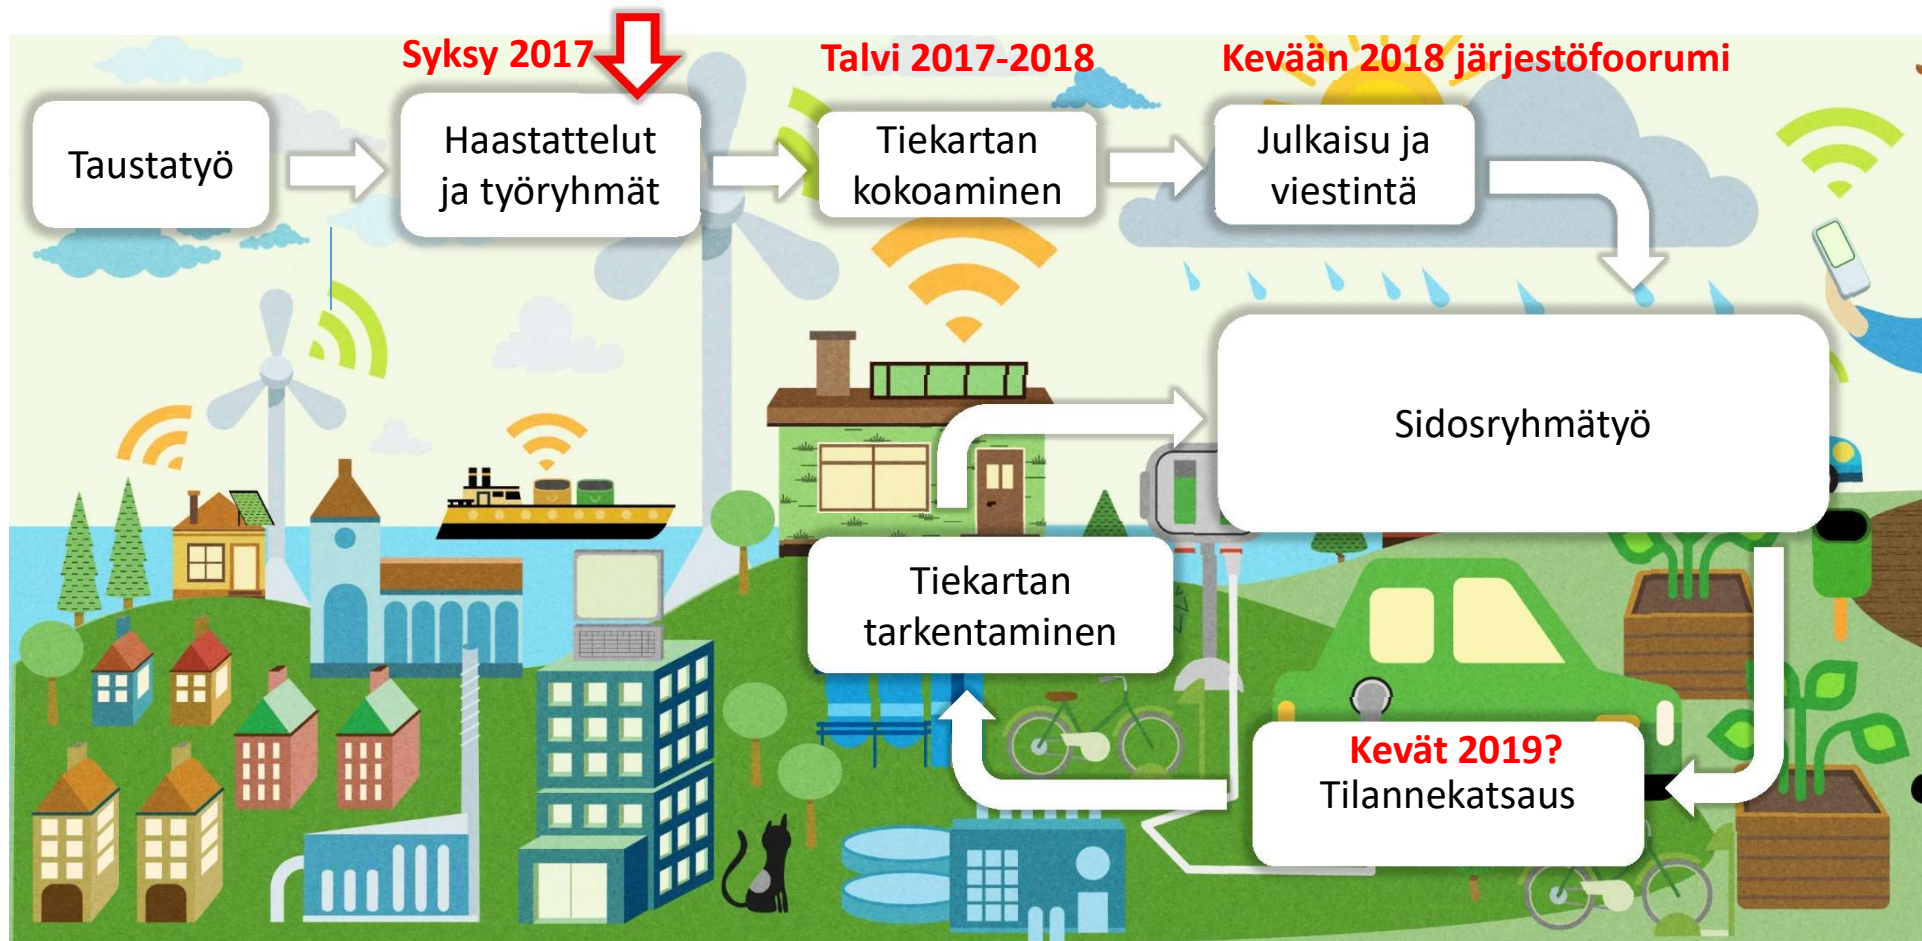 Syksy 2017
Talvi 2017-2018
Kevään 2018 järjestöfoorumi
Taustatyö
Haastattelut
ja työryhmät
Tiekartan
kokoaminen
Julkaisu ja
viestintä
Sidosryhmätyö
Tiekartan
tarkentaminen
Kevät 2019?
Tilannekatsaus